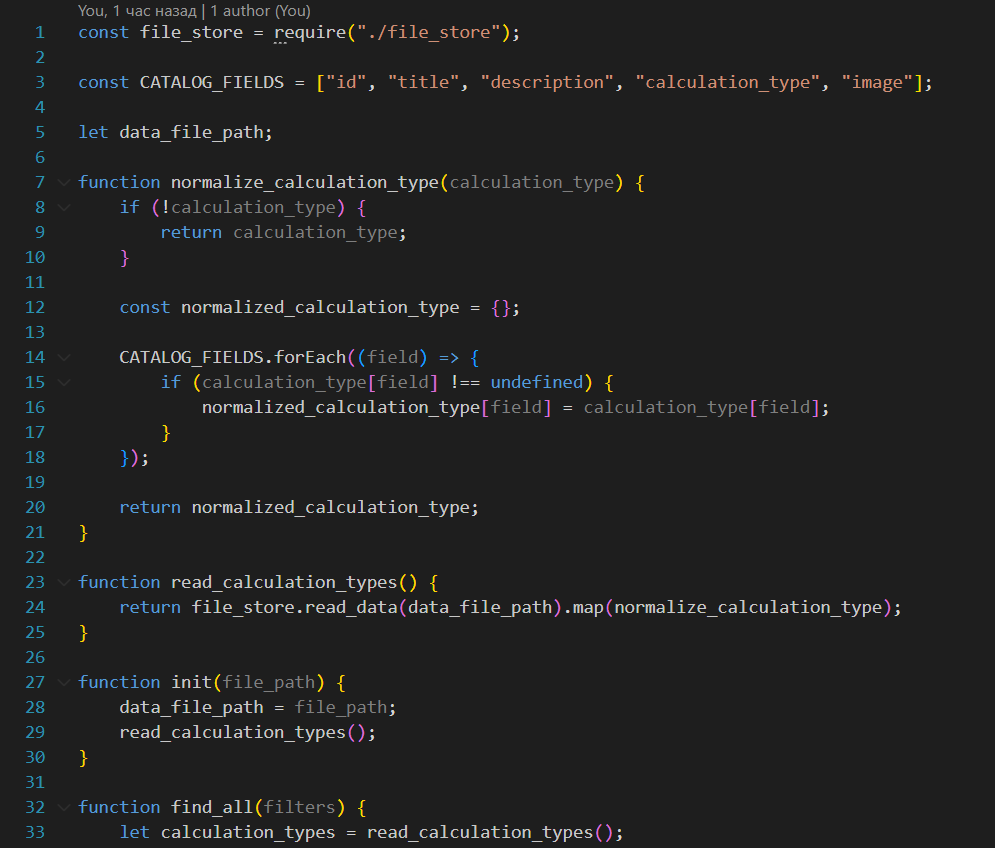 You, 1 час назад | 1 author (You)
1 const file_store = require("./file_store");
2
3 const CATALOG_FIELDS = ["id", "title", "description", "calculation_type", "image"];
4
5 let data_file_path;
6
7 function normalize_calculation_type(calculation_type) {
8     if (!calculation_type) {
9         return calculation_type;
10     }
11
12     const normalized_calculation_type = {};
13
14     CATALOG_FIELDS.forEach((field) => {
15         if (calculation_type[field] !== undefined) {
16             normalized_calculation_type[field] = calculation_type[field];
17         }
18     });
19
20     return normalized_calculation_type;
21 }
22
23 function read_calculation_types() {
24     return file_store.read_data(data_file_path).map(normalize_calculation_type);
25 }
26
27 function init(file_path) {
28     data_file_path = file_path;
29     read_calculation_types();
30 }
31
32 function find_all(filters) {
33     let calculation_types = read_calculation_types();